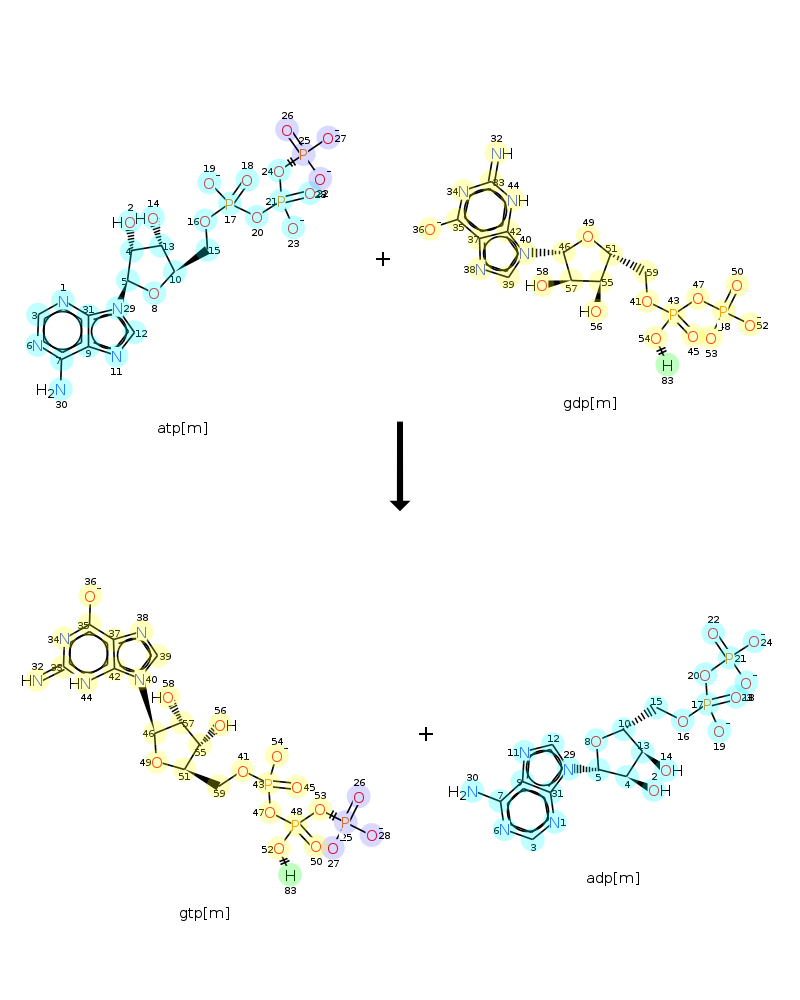 26 25 27
O P O-
19 18 24 O
O- O 22
P 21 P O
2 14 16 17 O O-
OH HO O 20 O-
4 13 15 23
5 10
O
8
1
N 31 N 29
3 12
6 N 9 N
7 11
H2N
30
atp[m]
+
32
NH
33 44
34 N NH
36 O- 35 49
37 42 40 O
N 46 51
38 N 58 59
39 HO 57 55 47 50
HO 41 O 43 O O
56 P P O- 52
54 O O 48 O
45 53
H
83
gdp[m]
36
O-
35 38
34 N 37 N
32 39
HN 33 42 N 40
HN 58
44 HO 57 56
46 55 OH
49 O 51 41 54
O O-
59 43 P O 45
47 O 48 53 26
P O O
52 O 50 O P O- 28
25
H O 27
83
gtp[m]
+
22
O O- 24
P 21
20 O O-
15 17 P O
12 8 10 O O-
11 N O 16 19
29 13 14
30 N 5 OH
H2N 9 4 2
7 31 OH
6 N N 1
3
adp[m]